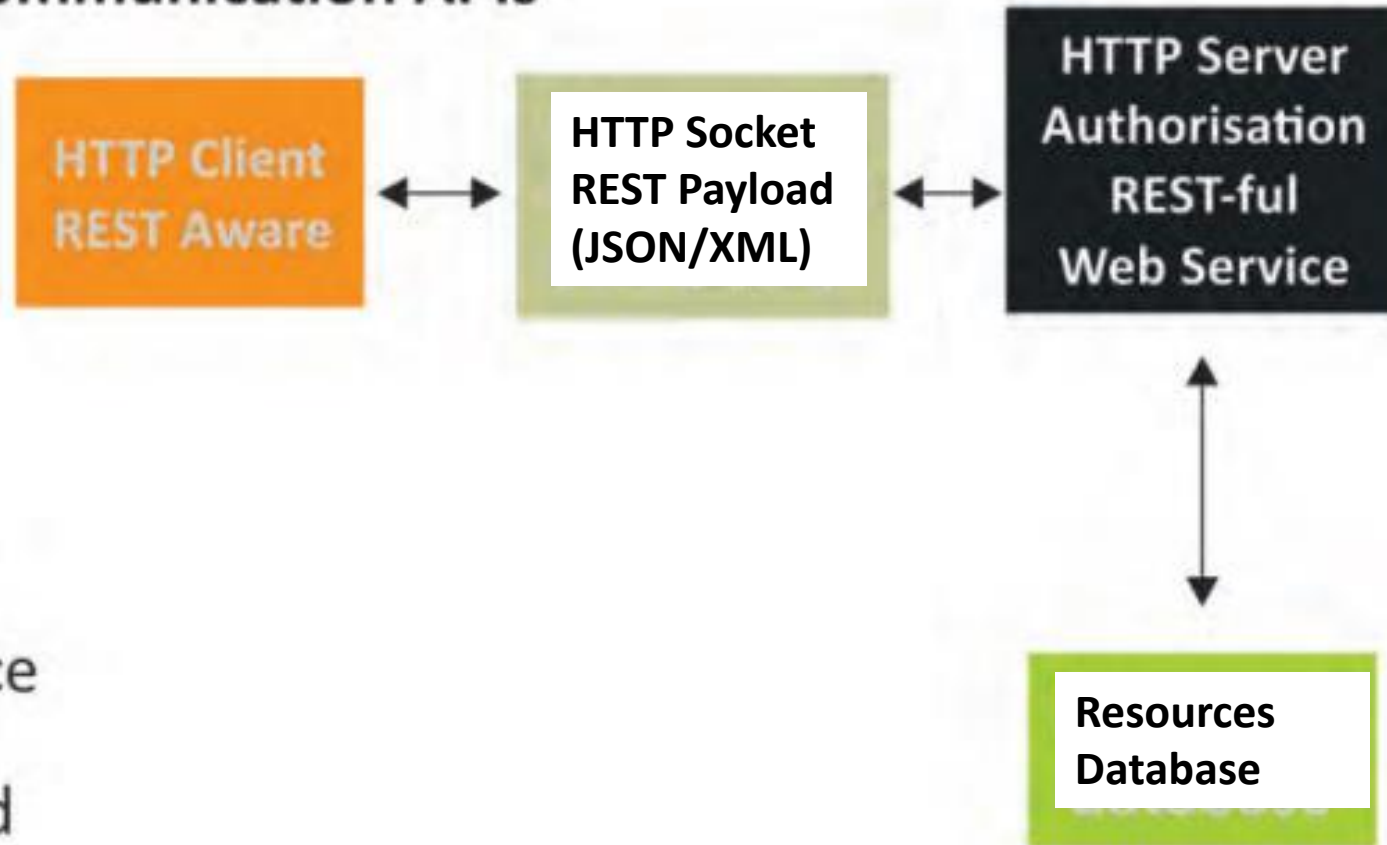 HTTP Client
REST Aware
HTTP Socket
REST Payload
(JSON/XML)
HTTP Server
Authorisation
REST-ful
Web Service
Resources
Database